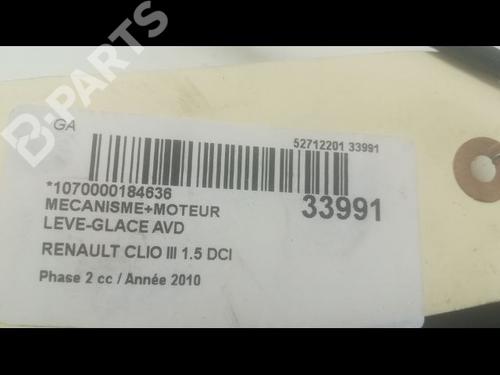 B-PARTS
GA
52712201 33991
*1070000184636
MECANISME+MOTEUR
33991
LEVE-GLACE AVD
RENAULT CLIO III 1.5 DCI
Phase 2 cc / Année 2010